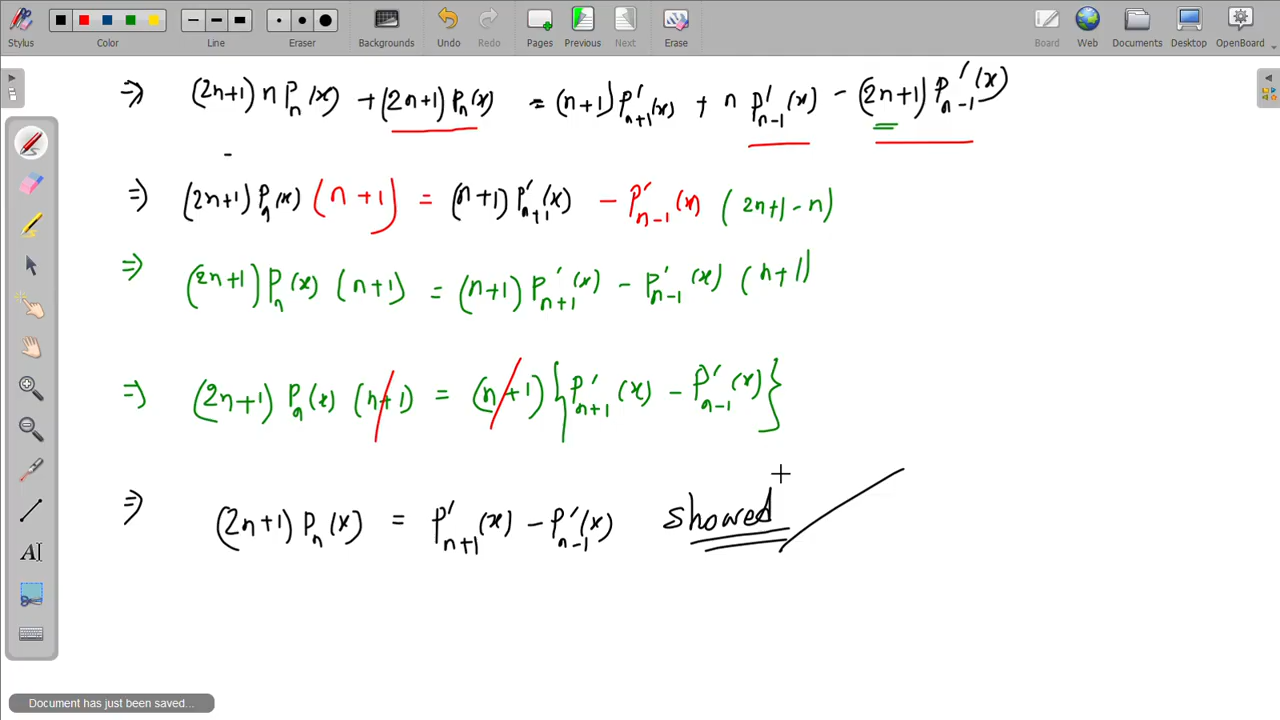 Stylus Color Line Eraser Backgrounds Undo Redo Pages Previous Next Erase Board Web Documents Desktop OpenBoard
⇒ (2n+1) n Pₙ(x) + (2n+1) Pₙ(x) = (n+1) P'ₙ₊₁(x) + n P'ₙ₋₁(x) - (2n+1) P'ₙ₋₁(x)
⇒ (2n+1) Pₙ(x) (n+1) = (n+1) P'ₙ₊₁(x) - P'ₙ₋₁(x) (2n+1-n)
⇒ (2n+1) Pₙ(x) (n+1) = (n+1) P'ₙ₊₁(x) - P'ₙ₋₁(x) (n+1)
⇒ (2n+1) Pₙ(x) (n+1) = (n+1) {P'ₙ₊₁(x) - P'ₙ₋₁(x)}
⇒ (2n+1) Pₙ(x) = P'ₙ₊₁(x) - P'ₙ₋₁(x) showed
Document has just been saved...